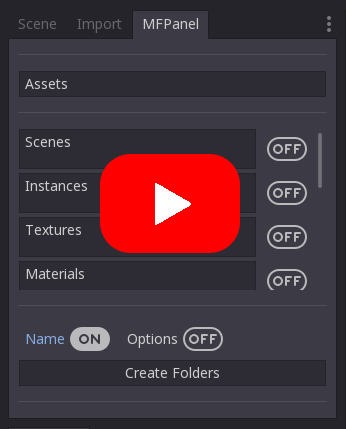 Scene Import MFPanel
Assets
Scenes OFF
Instances OFF
Textures OFF
Materials OFF
Name ON Options OFF
Create Folders